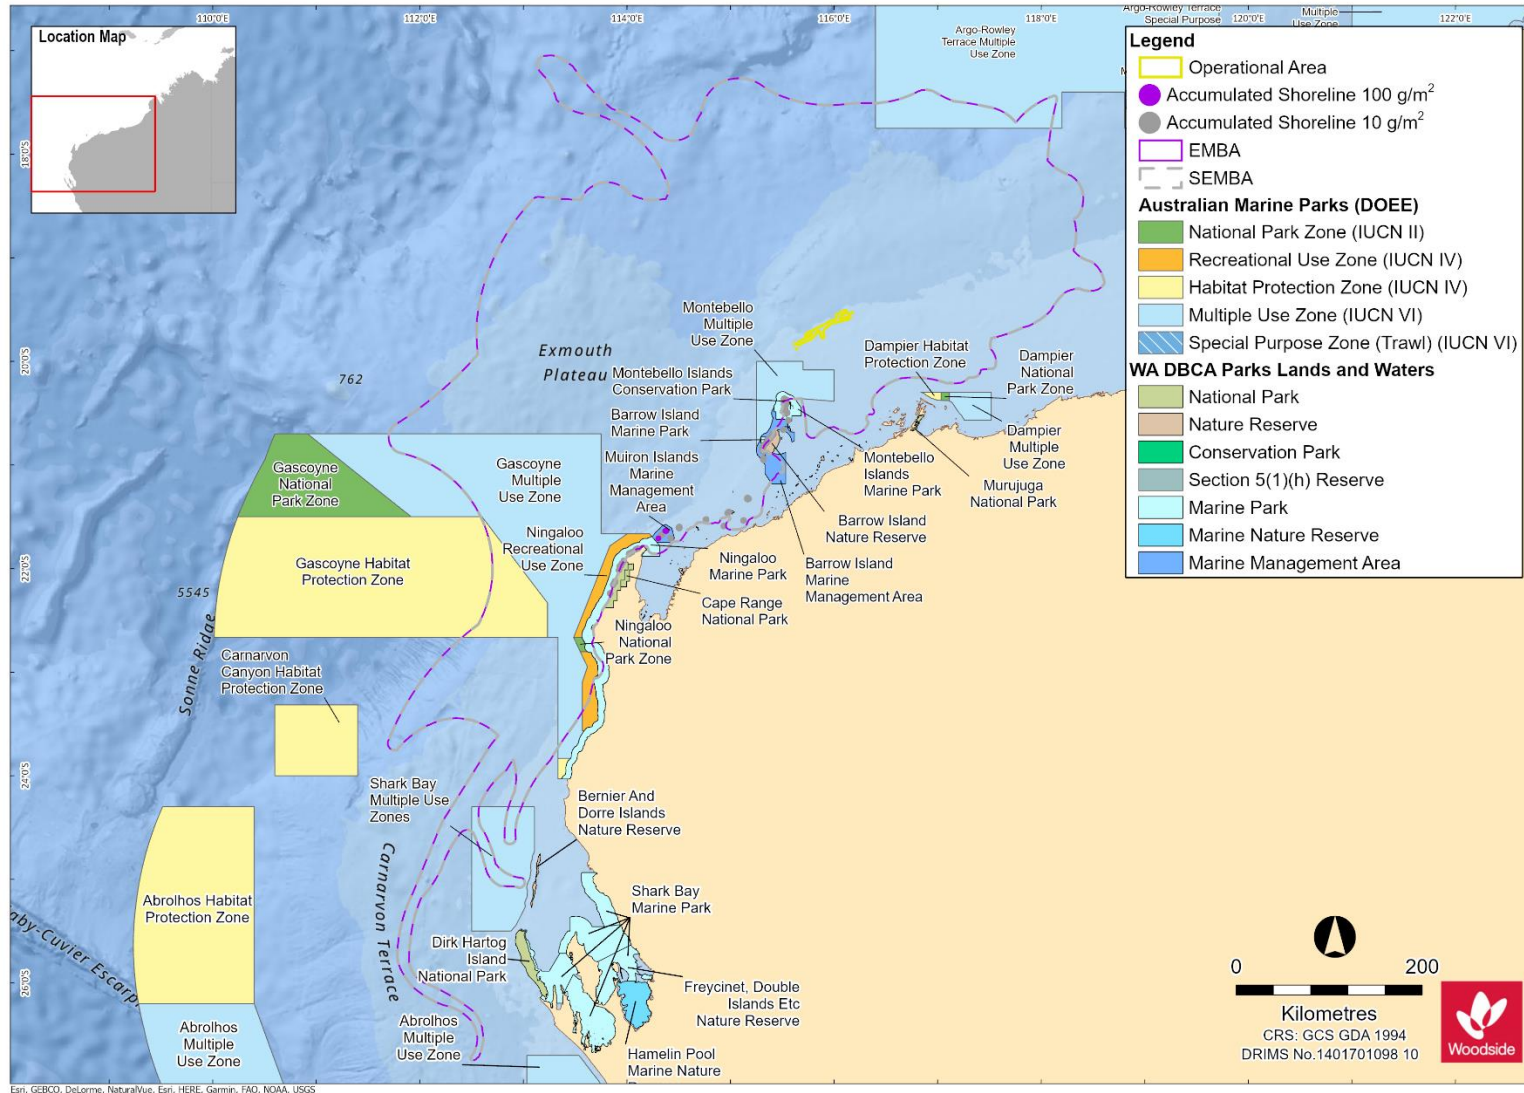 110°0'E
112°0'E
114°0'E
116°0'E
118°0'E
120°0'E
122°0'E
Location Map
Argo-Rowley
Terrace Multiple
Use Zone
Argo-Rowley Terrace
Special Purpose
Multiple
Use Zone
Legend
Operational Area
Accumulated Shoreline 100 g/m2
Accumulated Shoreline 10 g/m2
EMBA
SEMBA
Australian Marine Parks (DOEE)
National Park Zone (IUCN II)
Recreational Use Zone (IUCN IV)
Habitat Protection Zone (IUCN IV)
Multiple Use Zone (IUCN VI)
Special Purpose Zone (Trawl) (IUCN VI)
WA DBCA Parks Lands and Waters
National Park
Nature Reserve
Conservation Park
Section 5(1)(h) Reserve
Marine Park
Marine Nature Reserve
Marine Management Area
18°0'S
20°0'S
22°0'S
24°0'S
26°0'S
Montebello
Multiple
Use Zone
Exmouth
Plateau
762
Dampier Habitat
Protection Zone
Dampier
National
Park Zone
Montebello Islands
Conservation Park
Barrow Island
Marine Park
Muiron Islands
Marine
Management
Area
Dampier
Multiple
Use Zone
Montebello
Islands
Marine Park
Murujuga
National Park
Gascoyne
National
Park Zone
Gascoyne
Multiple
Use Zone
Barrow Island
Nature Reserve
Ningaloo
Recreational
Use Zone
Ningaloo
Marine Park
Barrow Island
Marine
Management Area
Gascoyne Habitat
Protection Zone
5545
Cape Range
National Park
Sonne Ridge
Ningaloo
National
Park Zone
Carnarvon
Canyon Habitat
Protection Zone
Shark Bay
Multiple Use
Zones
Bernier And
Dorre Islands
Nature Reserve
Carnarvon Terrace
Abrolhos Habitat
Protection Zone
Shark Bay
Marine Park
aby-Cuvier Escarp
Dirk Hartog
Island
National Park
Freycinet, Double
Islands Etc
Nature Reserve
Abrolhos
Multiple
Use Zone
Abrolhos
Multiple
Use Zone
Hamelin Pool
Marine Nature
0 200
Kilometres
CRS: GCS GDA 1994
DRIMS No.1401701098 10
Woodside
Esri, GEBCO, DeLorme, NaturalVue, Esri, HERE, Garmin, FAO, NOAA, USGS